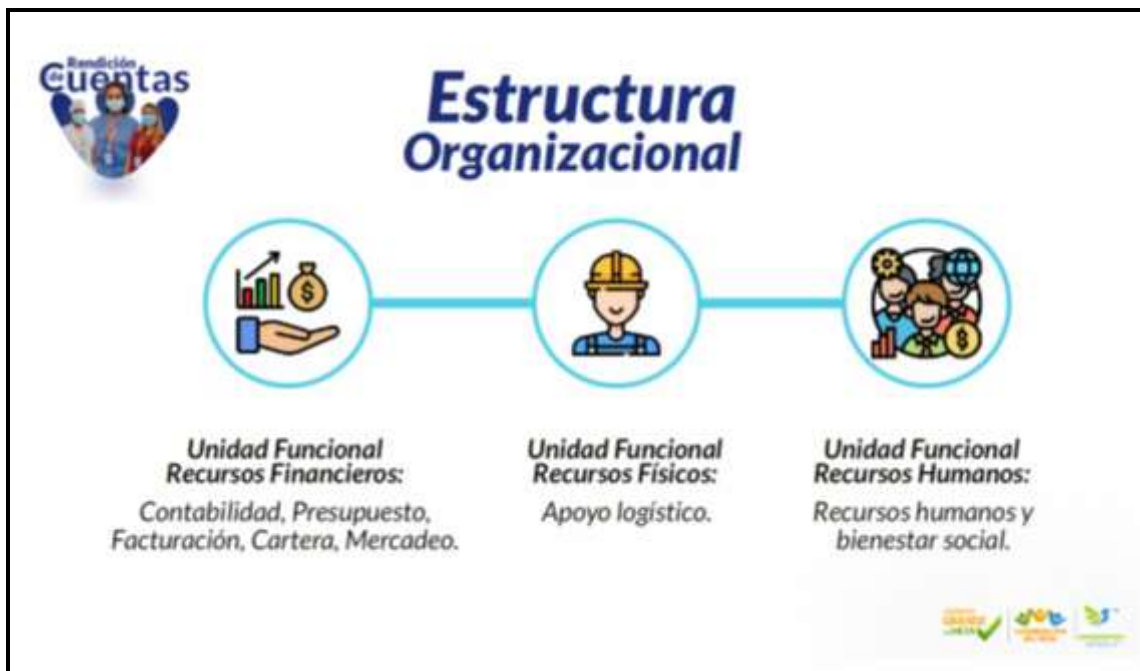 Rendición
de Cuentas
Estructura
Organizacional
$
$
Unidad Funcional
Recursos Financieros:
Contabilidad, Presupuesto,
Facturación, Cartera, Mercadeo.
Unidad Funcional
Recursos Físicos:
Apoyo logístico.
Unidad Funcional
Recursos Humanos:
Recursos humanos y
bienestar social.